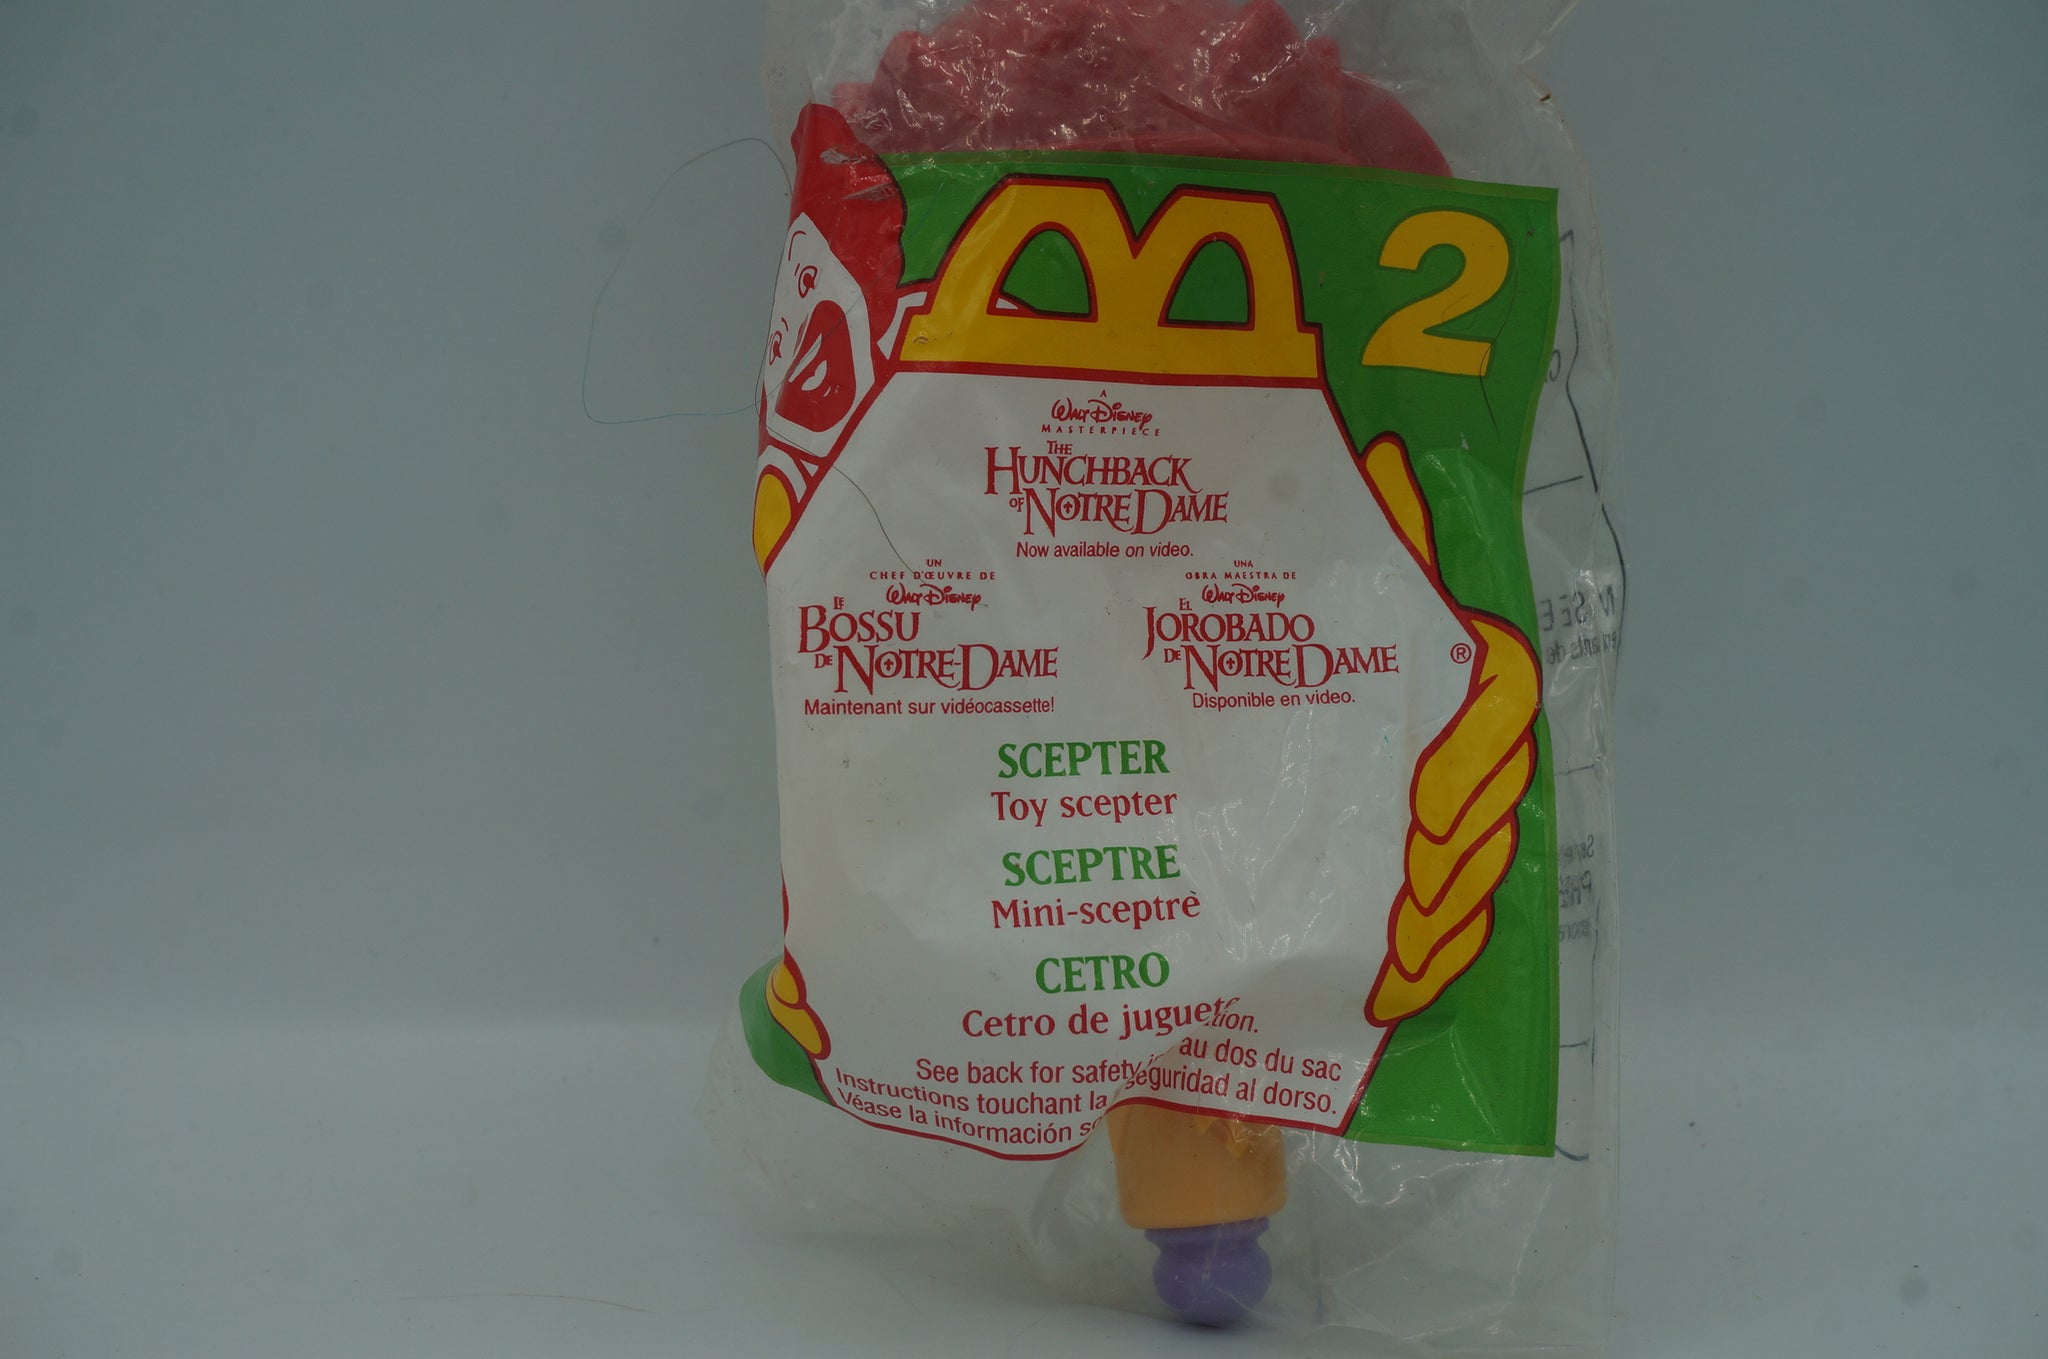 2
A
WALT DISNEY
MASTERPIECE
THE
HUNCHBACK
OF NOTRE DAME
Now available on video.
UN
CHEF D'ŒUVRE DE
WALT DISNEY
LE
BOSSU
DE NOTRE-DAME
Maintenant sur vidéocassette!
UNA
OBRA MAESTRA DE
WALT DISNEY
EL
JOROBADO
DE NOTRE DAME
®
Disponible en video.
SCEPTER
Toy scepter
SCEPTRE
Mini-sceptre
CETRO
Cetro de juguet
tion.
See back for safety
au dos du sac
Instructions touchant la
seguridad al dorso.
Véase la información